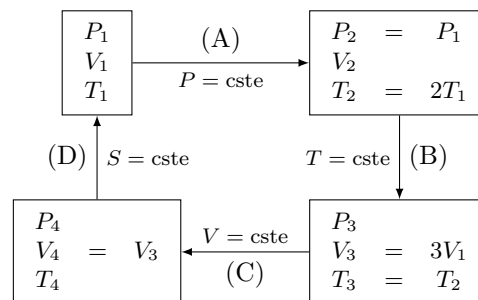 P₁
V₁
T₁
(A)
P = cste
P₂ = P₁
V₂
T₂ = 2T₁
(D)
S = cste
T = cste
(B)
P₄
V₄ = V₃
T₄
V = cste
(C)
P₃
V₃ = 3V₁
T₃ = T₂